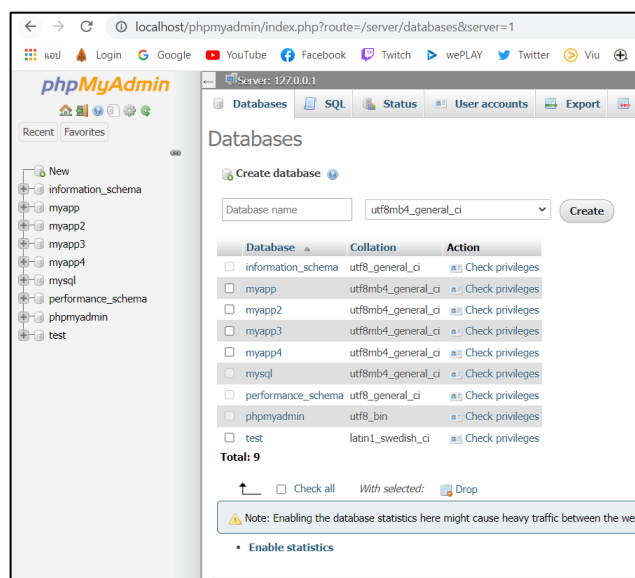 localhost/phpmyadmin/index.php?route=/server/databases&server=1
แอป Login G Google YouTube Facebook Twitch wePLAY Twitter Viu
phpMyAdmin
Recent Favorites
New
information_schema
myapp
myapp2
myapp3
myapp4
mysql
performance_schema
phpmyadmin
test
Server: 127.0.0.1
Databases SQL Status User accounts Export
Databases
Create database
Database name utf8mb4_general_ci Create
Database Collation Action
information_schema utf8_general_ci Check privileges
myapp utf8mb4_general_ci Check privileges
myapp2 utf8mb4_general_ci Check privileges
myapp3 utf8mb4_general_ci Check privileges
myapp4 utf8mb4_general_ci Check privileges
mysql utf8mb4_general_ci Check privileges
performance_schema utf8_general_ci Check privileges
phpmyadmin utf8_bin Check privileges
test latin1_swedish_ci Check privileges
Total: 9
Check all With selected: Drop
Note: Enabling the database statistics here might cause heavy traffic between the we
• Enable statistics